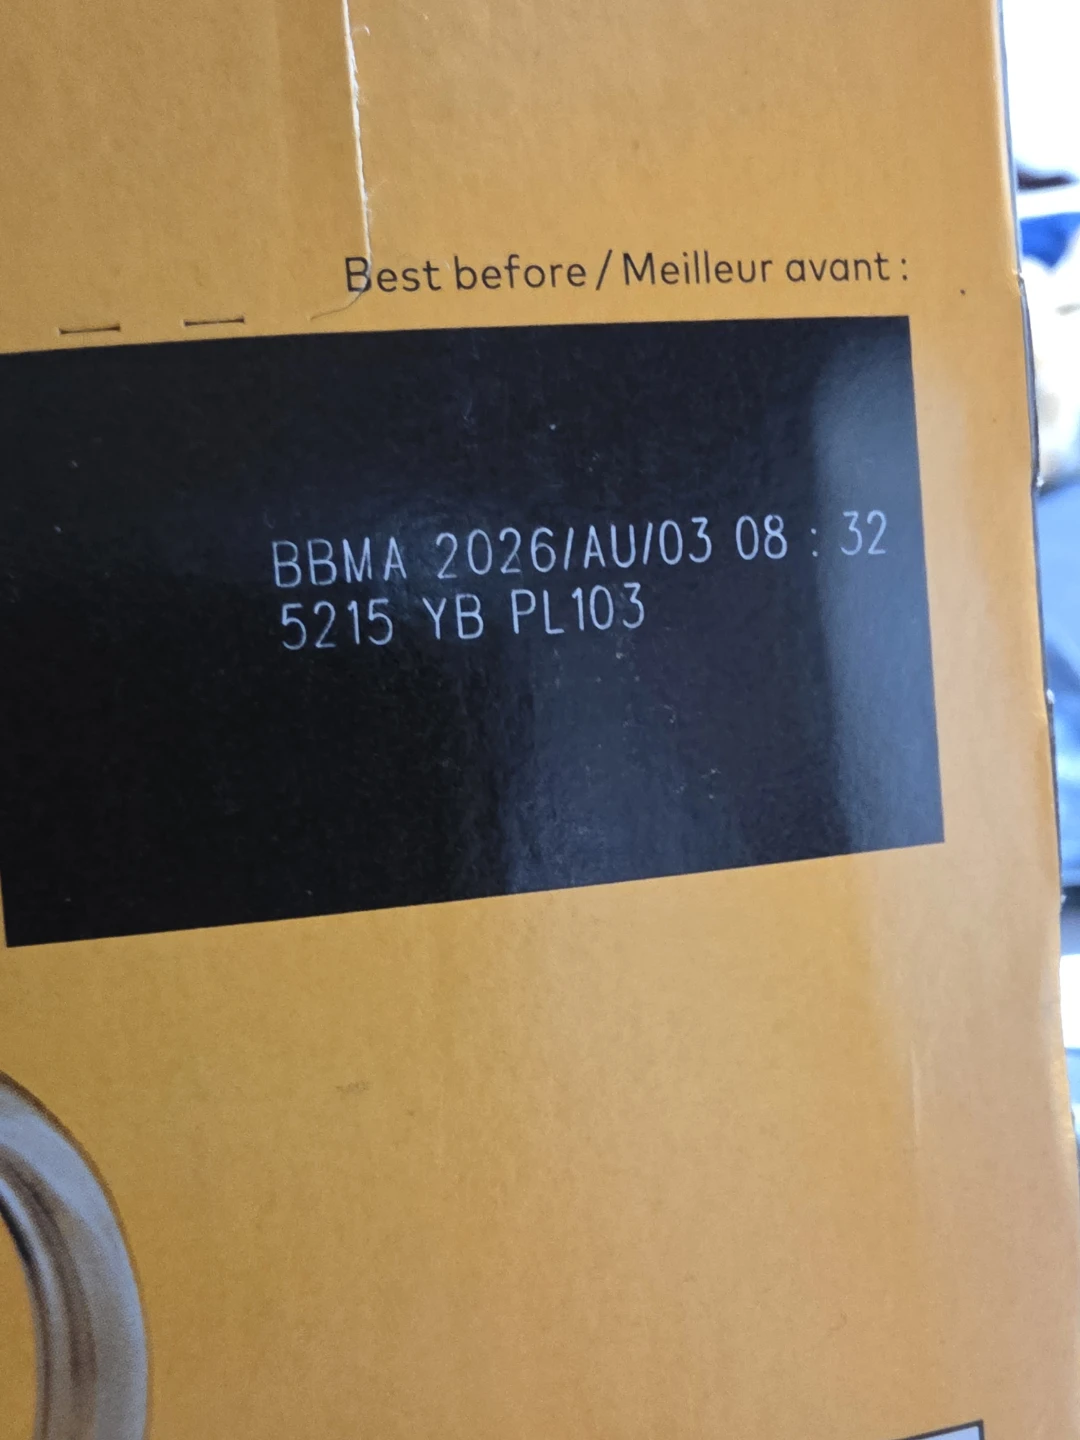 Best before / Meilleur avant :
BBMA 2026/AU/03 08 : 32
5215 YB PL103